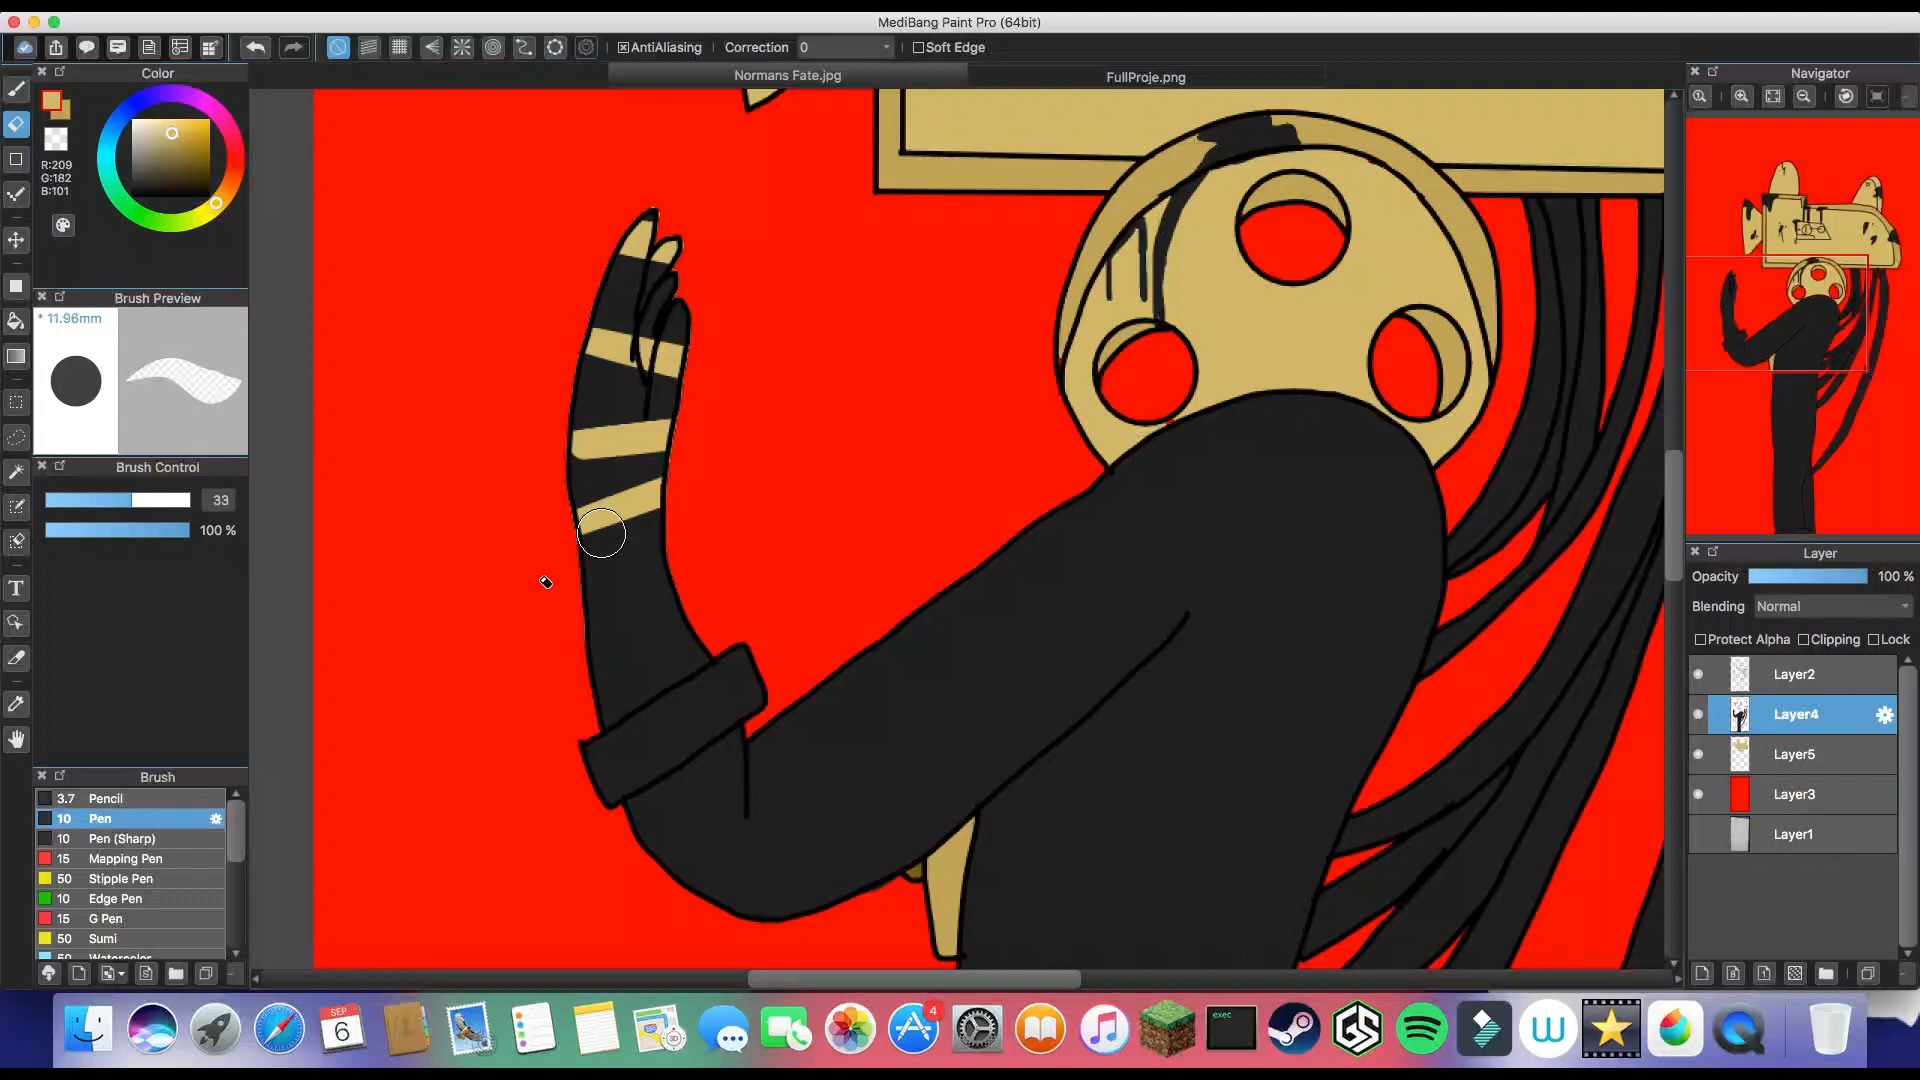 MediBang Paint Pro (64bit)
AntiAliasing
Correction 0
Soft Edge
Normans Fate.jpg
FullProje.png
Color
R:209
G:182
B:101
Brush Preview
* 11.96mm
Brush Control
33
100 %
Brush
3.7 Pencil
10 Pen
10 Pen (Sharp)
15 Mapping Pen
50 Stipple Pen
10 Edge Pen
15 G Pen
50 Sumi
50 Watercolor
Navigator
Layer
Opacity 100 %
Blending Normal
Protect Alpha Clipping Lock
Layer2
Layer4
Layer5
Layer3
Layer1
SEP
6
4
exec